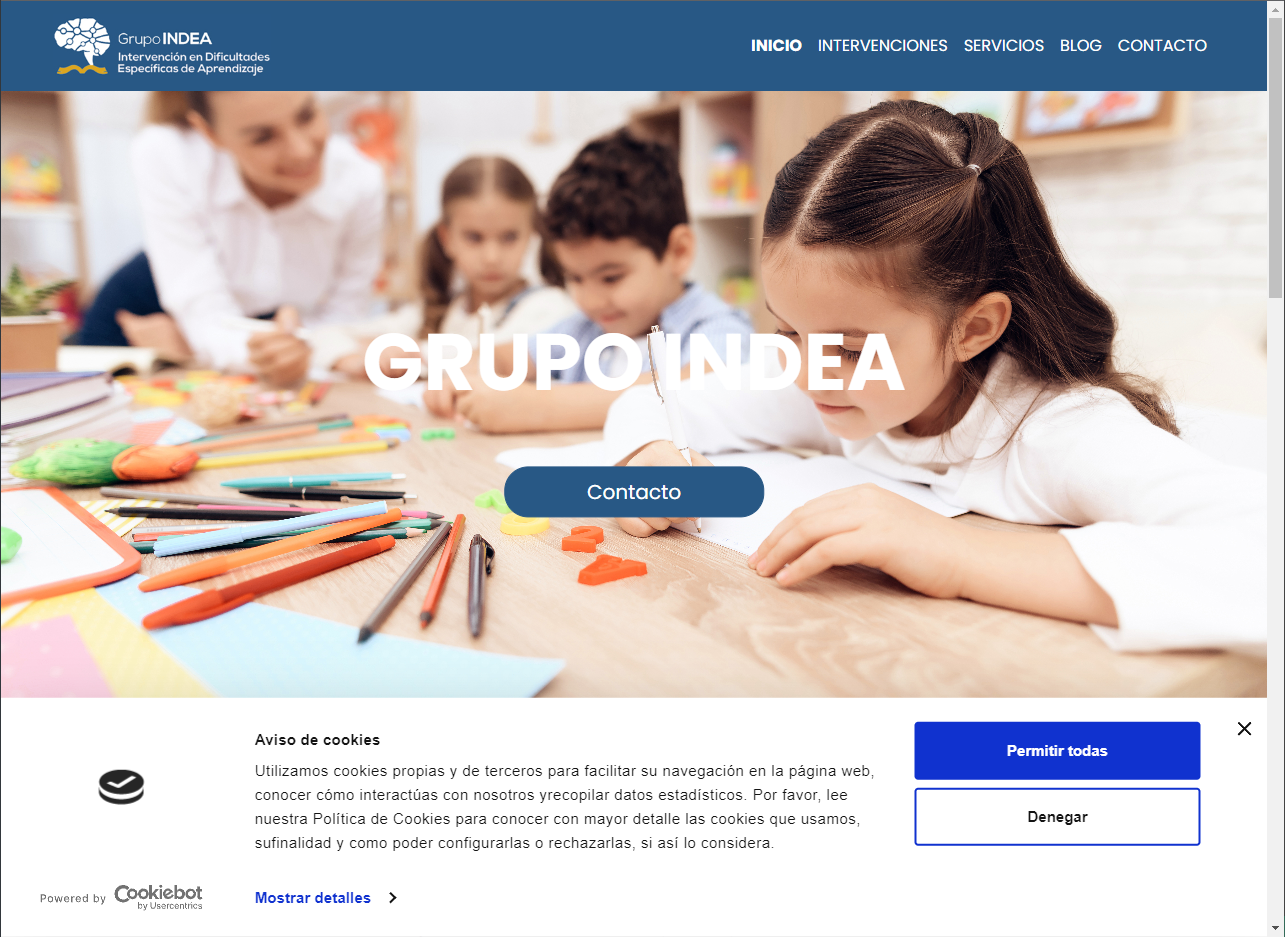 Grupo INDEA
Intervención en Dificultades
Específicas de Aprendizaje
INICIO INTERVENCIONES SERVICIOS BLOG CONTACTO
GRUPO INDEA
Contacto
Aviso de cookies
Utilizamos cookies propias y de terceros para facilitar su navegación en la página web,
conocer cómo interactúas con nosotros yrecopilar datos estadísticos. Por favor, lee
nuestra Política de Cookies para conocer con mayor detalle las cookies que usamos,
sufinalidad y como poder configurarlas o rechazarlas, si así lo considera.
Mostrar detalles
Permitir todas
Denegar
Powered by Cookiebot
by Usercentrics